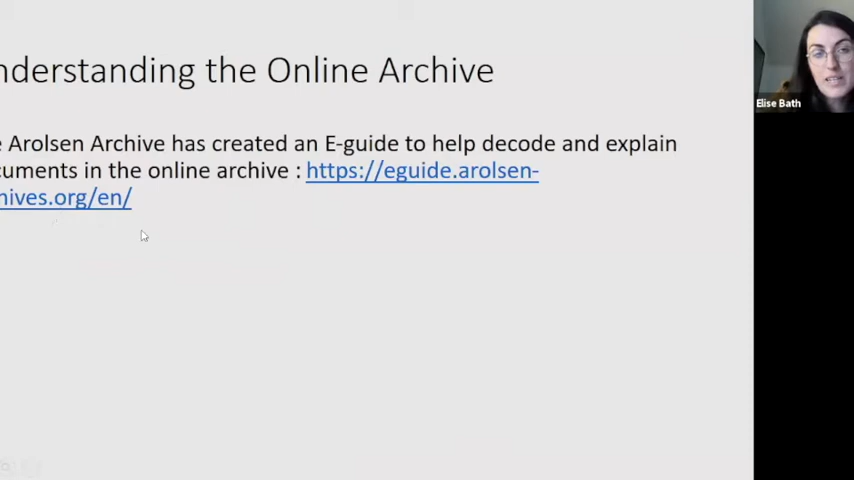 nderstanding the Online Archive
e Arolsen Archive has created an E-guide to help decode and explain
cuments in the online archive : https://eguide.arolsen-
hives.org/en/
Elise Bath